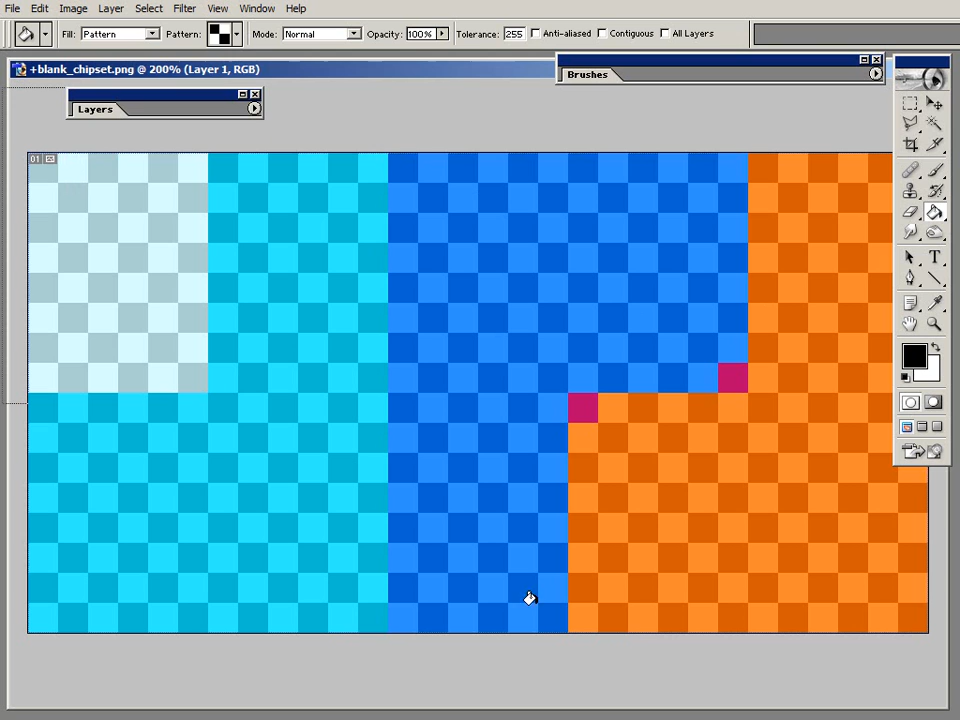 File Edit Image Layer Select Filter View Window Help
Fill: Pattern Pattern: Mode: Normal Opacity: 100% Tolerance: 255 Anti-aliased Contiguous All Layers
+blank_chipset.png @ 200% (Layer 1, RGB)
Brushes
Layers
01
T